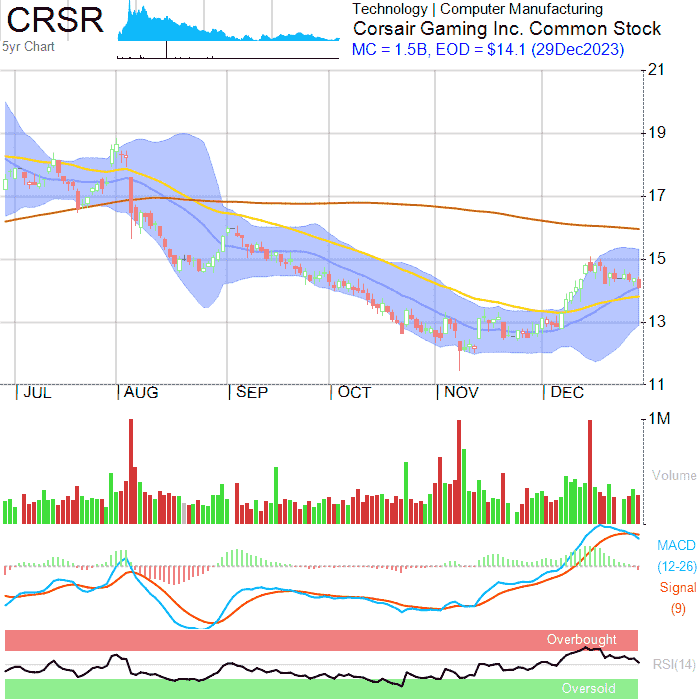 CRSR
5yr Chart
Technology | Computer Manufacturing
Corsair Gaming Inc. Common Stock
MC = 1.5B, EOD = $14.1 (29Dec2023)
21
19
17
15
13
11
JUL AUG SEP OCT NOV DEC
1M
Volume
MACD
(12-26)
Signal
(9)
Overbought
RSI(14)
Oversold